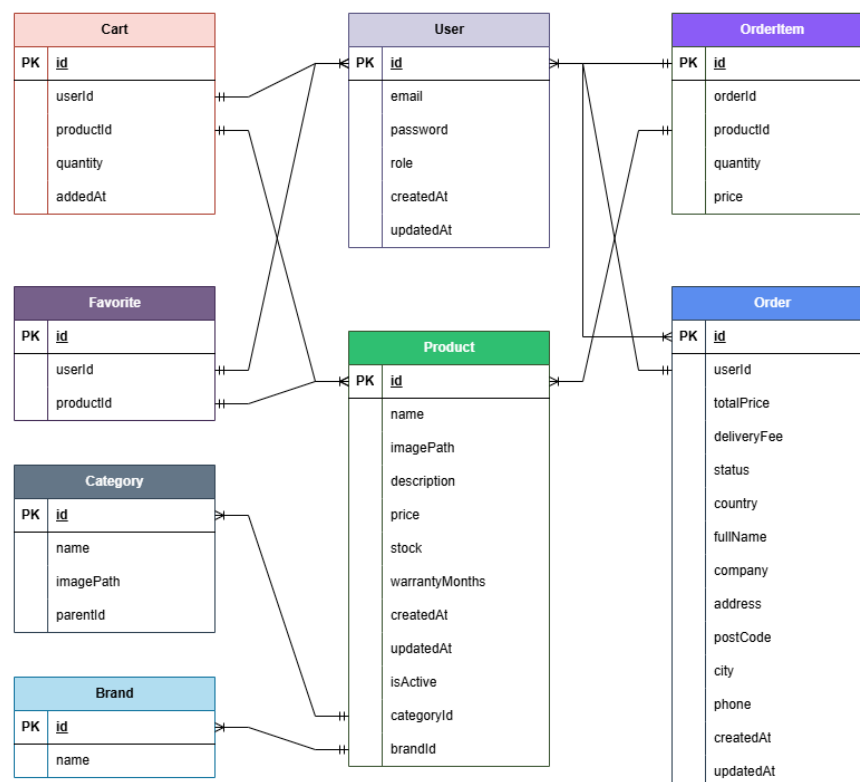 Cart
PK id
userId
productId
quantity
addedAt
User
PK id
email
password
role
createdAt
updatedAt
OrderItem
PK id
orderId
productId
quantity
price
Favorite
PK id
userId
productId
Product
PK id
name
imagePath
description
price
stock
warrantyMonths
createdAt
updatedAt
isActive
categoryId
brandId
Order
PK id
userId
totalPrice
deliveryFee
status
country
fullName
company
address
postCode
city
phone
createdAt
updatedAt
Category
PK id
name
imagePath
parentId
Brand
PK id
name